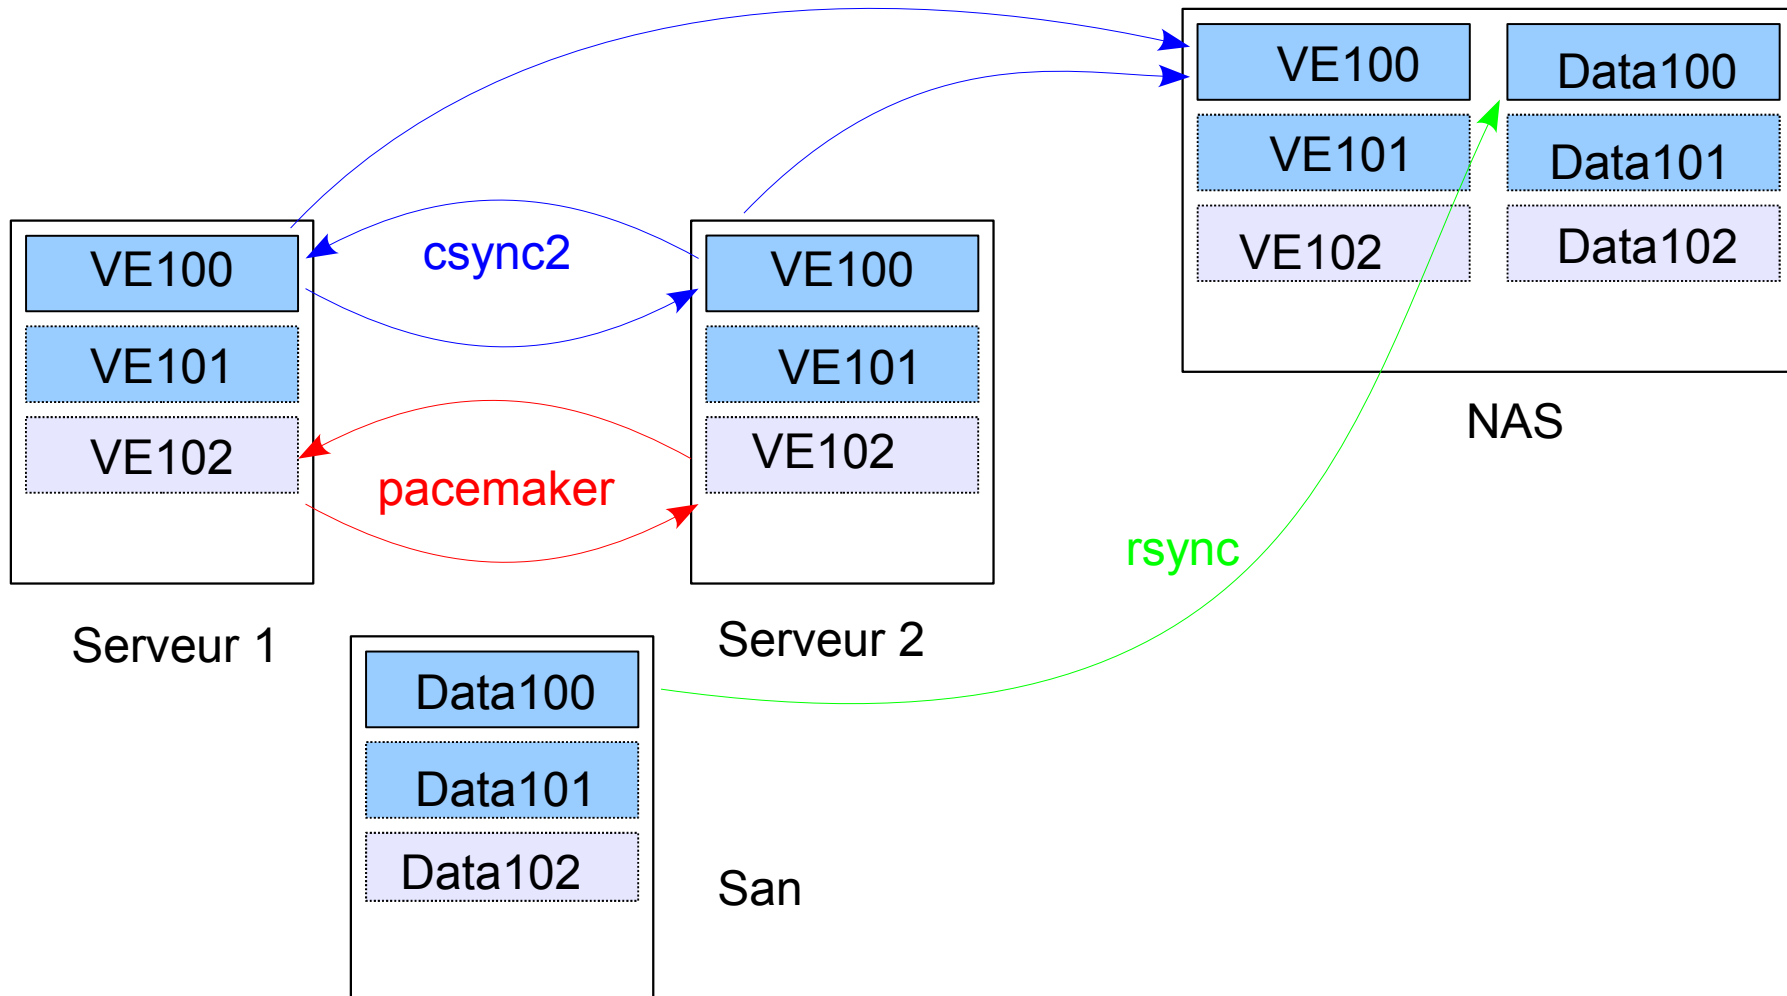 VE100
Data100
VE101
Data101
VE102
Data102
NAS
VE100
VE101
VE102
Serveur 1
csync2
pacemaker
VE100
VE101
VE102
Serveur 2
rsync
Data100
Data101
Data102
San